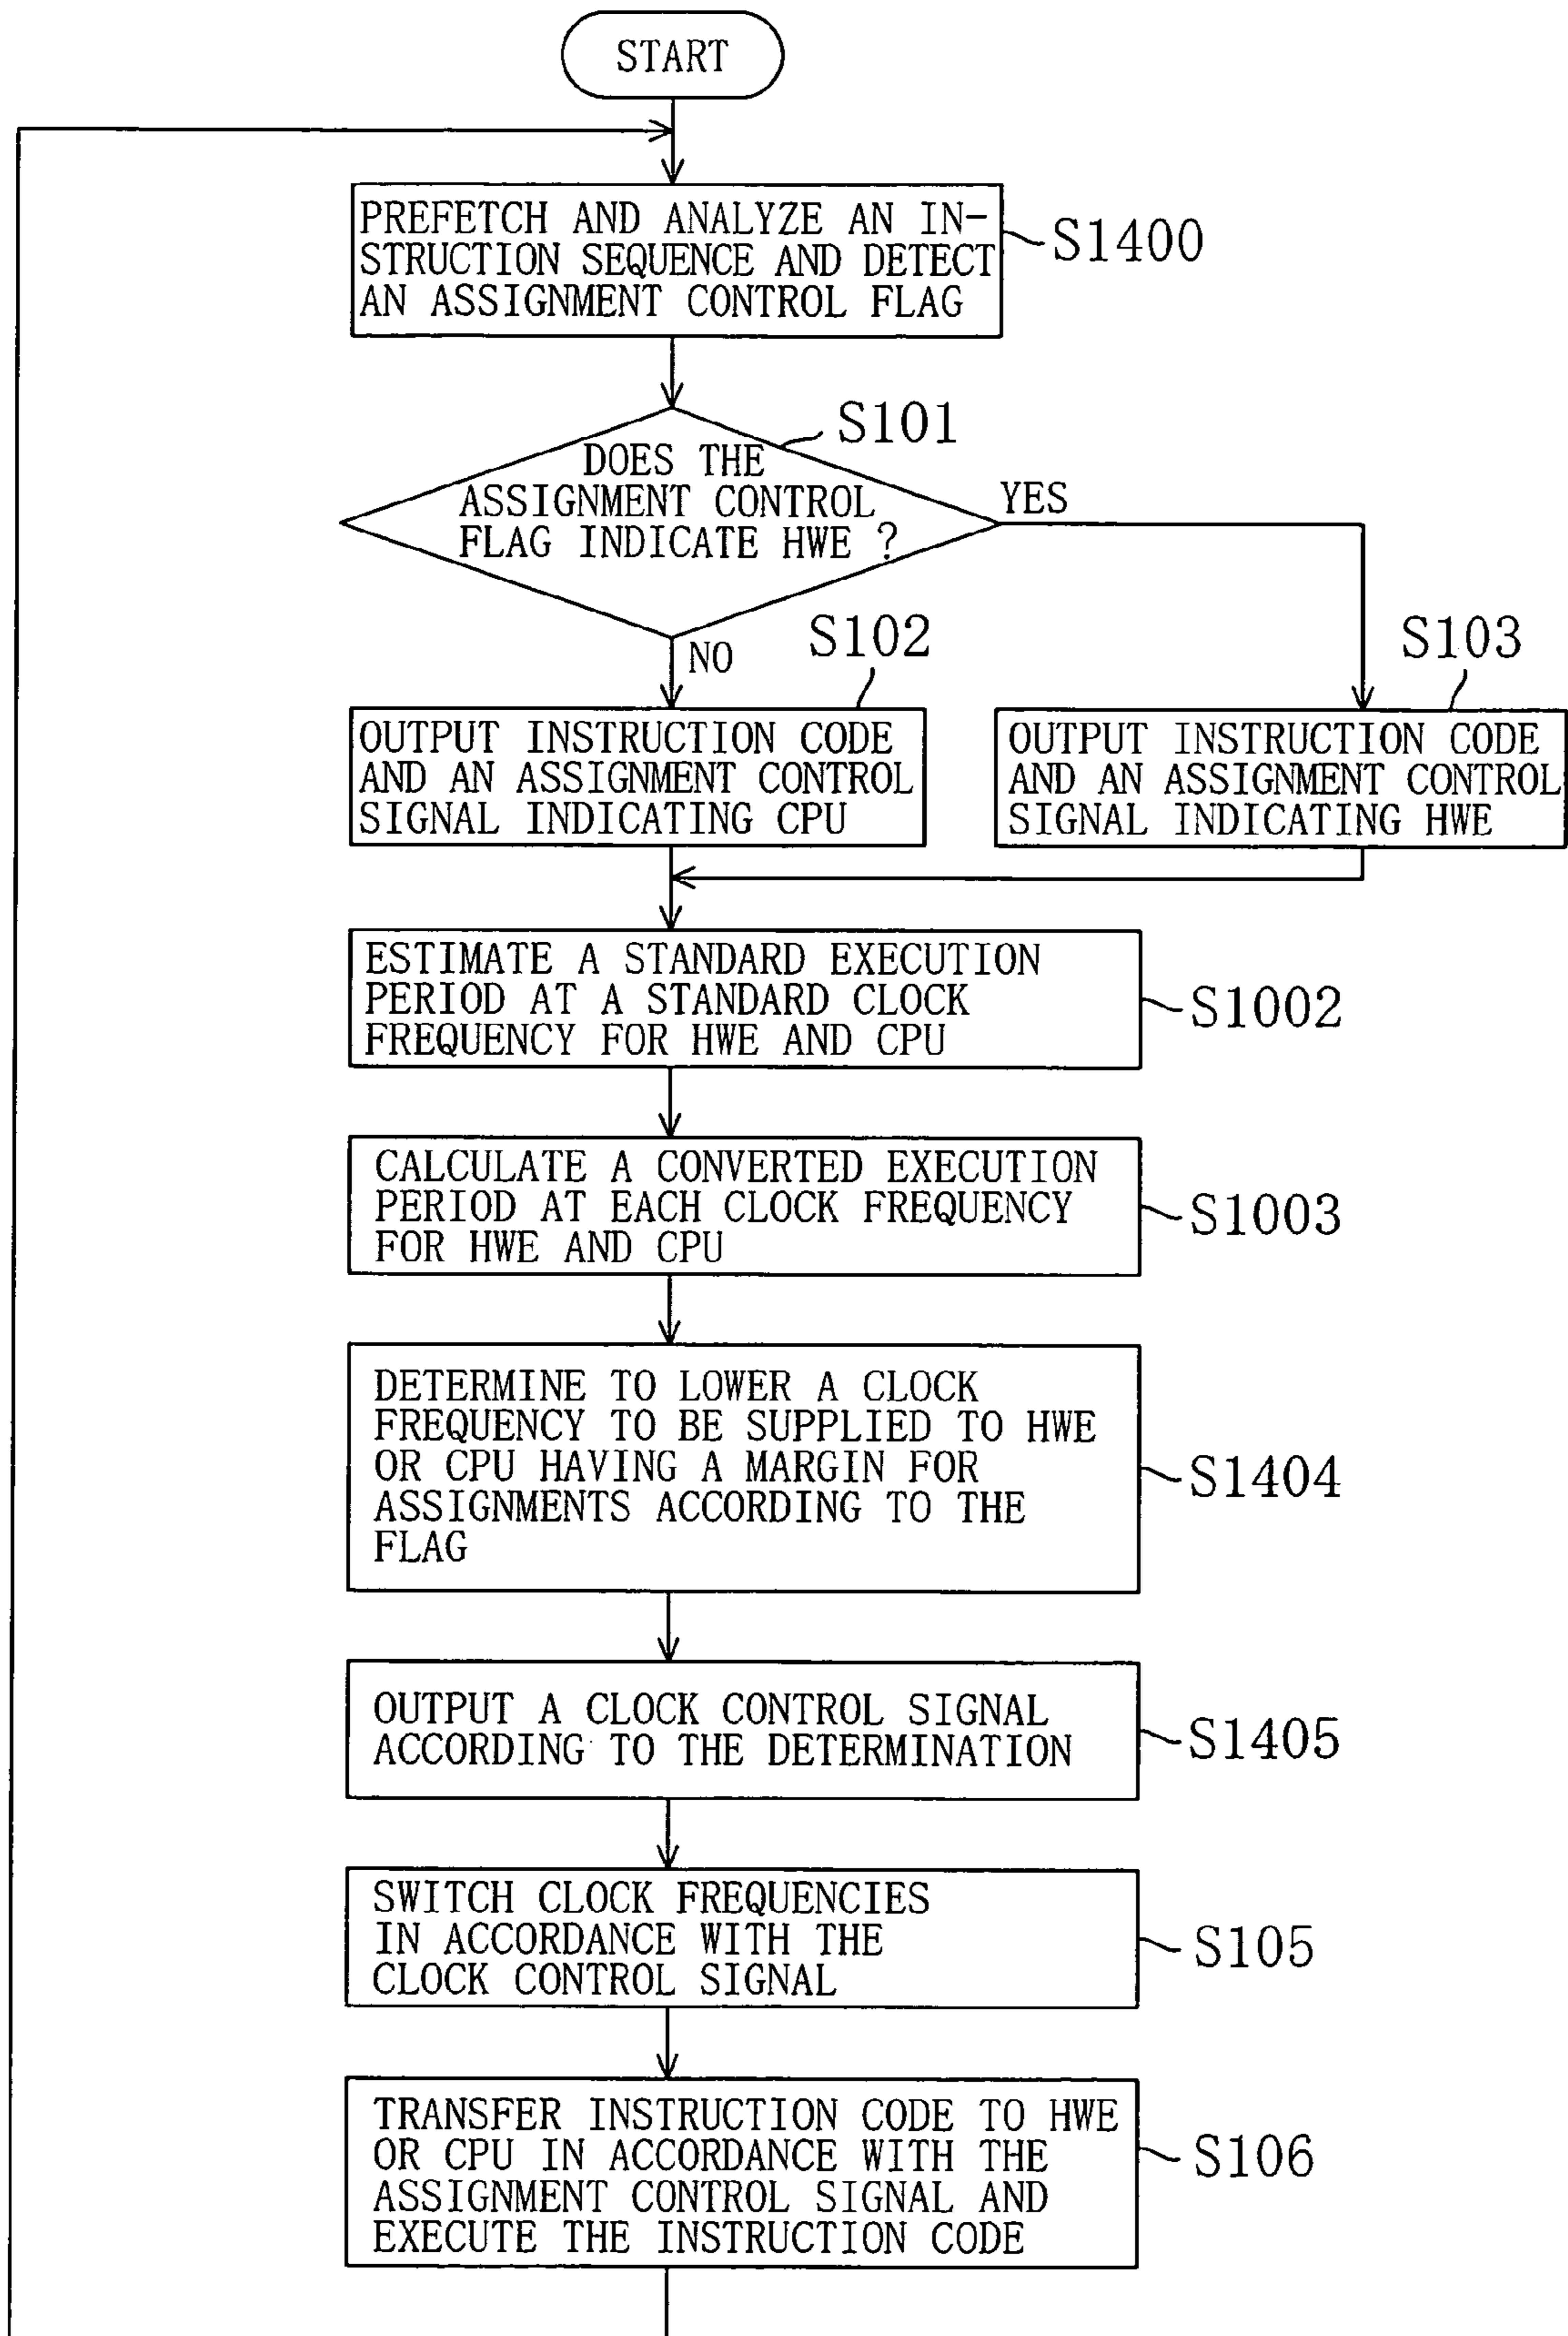 START
PREFETCH AND ANALYZE AN IN-
STRUCTION SEQUENCE AND DETECT
AN ASSIGNMENT CONTROL FLAG
S1400
S101
DOES THE
ASSIGNMENT CONTROL
FLAG INDICATE HWE ?
YES
NO
S102
S103
OUTPUT INSTRUCTION CODE
AND AN ASSIGNMENT CONTROL
SIGNAL INDICATING CPU
OUTPUT INSTRUCTION CODE
AND AN ASSIGNMENT CONTROL
SIGNAL INDICATING HWE
ESTIMATE A STANDARD EXECUTION
PERIOD AT A STANDARD CLOCK
FREQUENCY FOR HWE AND CPU
S1002
CALCULATE A CONVERTED EXECUTION
PERIOD AT EACH CLOCK FREQUENCY
FOR HWE AND CPU
S1003
DETERMINE TO LOWER A CLOCK
FREQUENCY TO BE SUPPLIED TO HWE
OR CPU HAVING A MARGIN FOR
ASSIGNMENTS ACCORDING TO THE
FLAG
S1404
OUTPUT A CLOCK CONTROL SIGNAL
ACCORDING TO THE DETERMINATION
S1405
SWITCH CLOCK FREQUENCIES
IN ACCORDANCE WITH THE
CLOCK CONTROL SIGNAL
S105
TRANSFER INSTRUCTION CODE TO HWE
OR CPU IN ACCORDANCE WITH THE
ASSIGNMENT CONTROL SIGNAL AND
EXECUTE THE INSTRUCTION CODE
S106